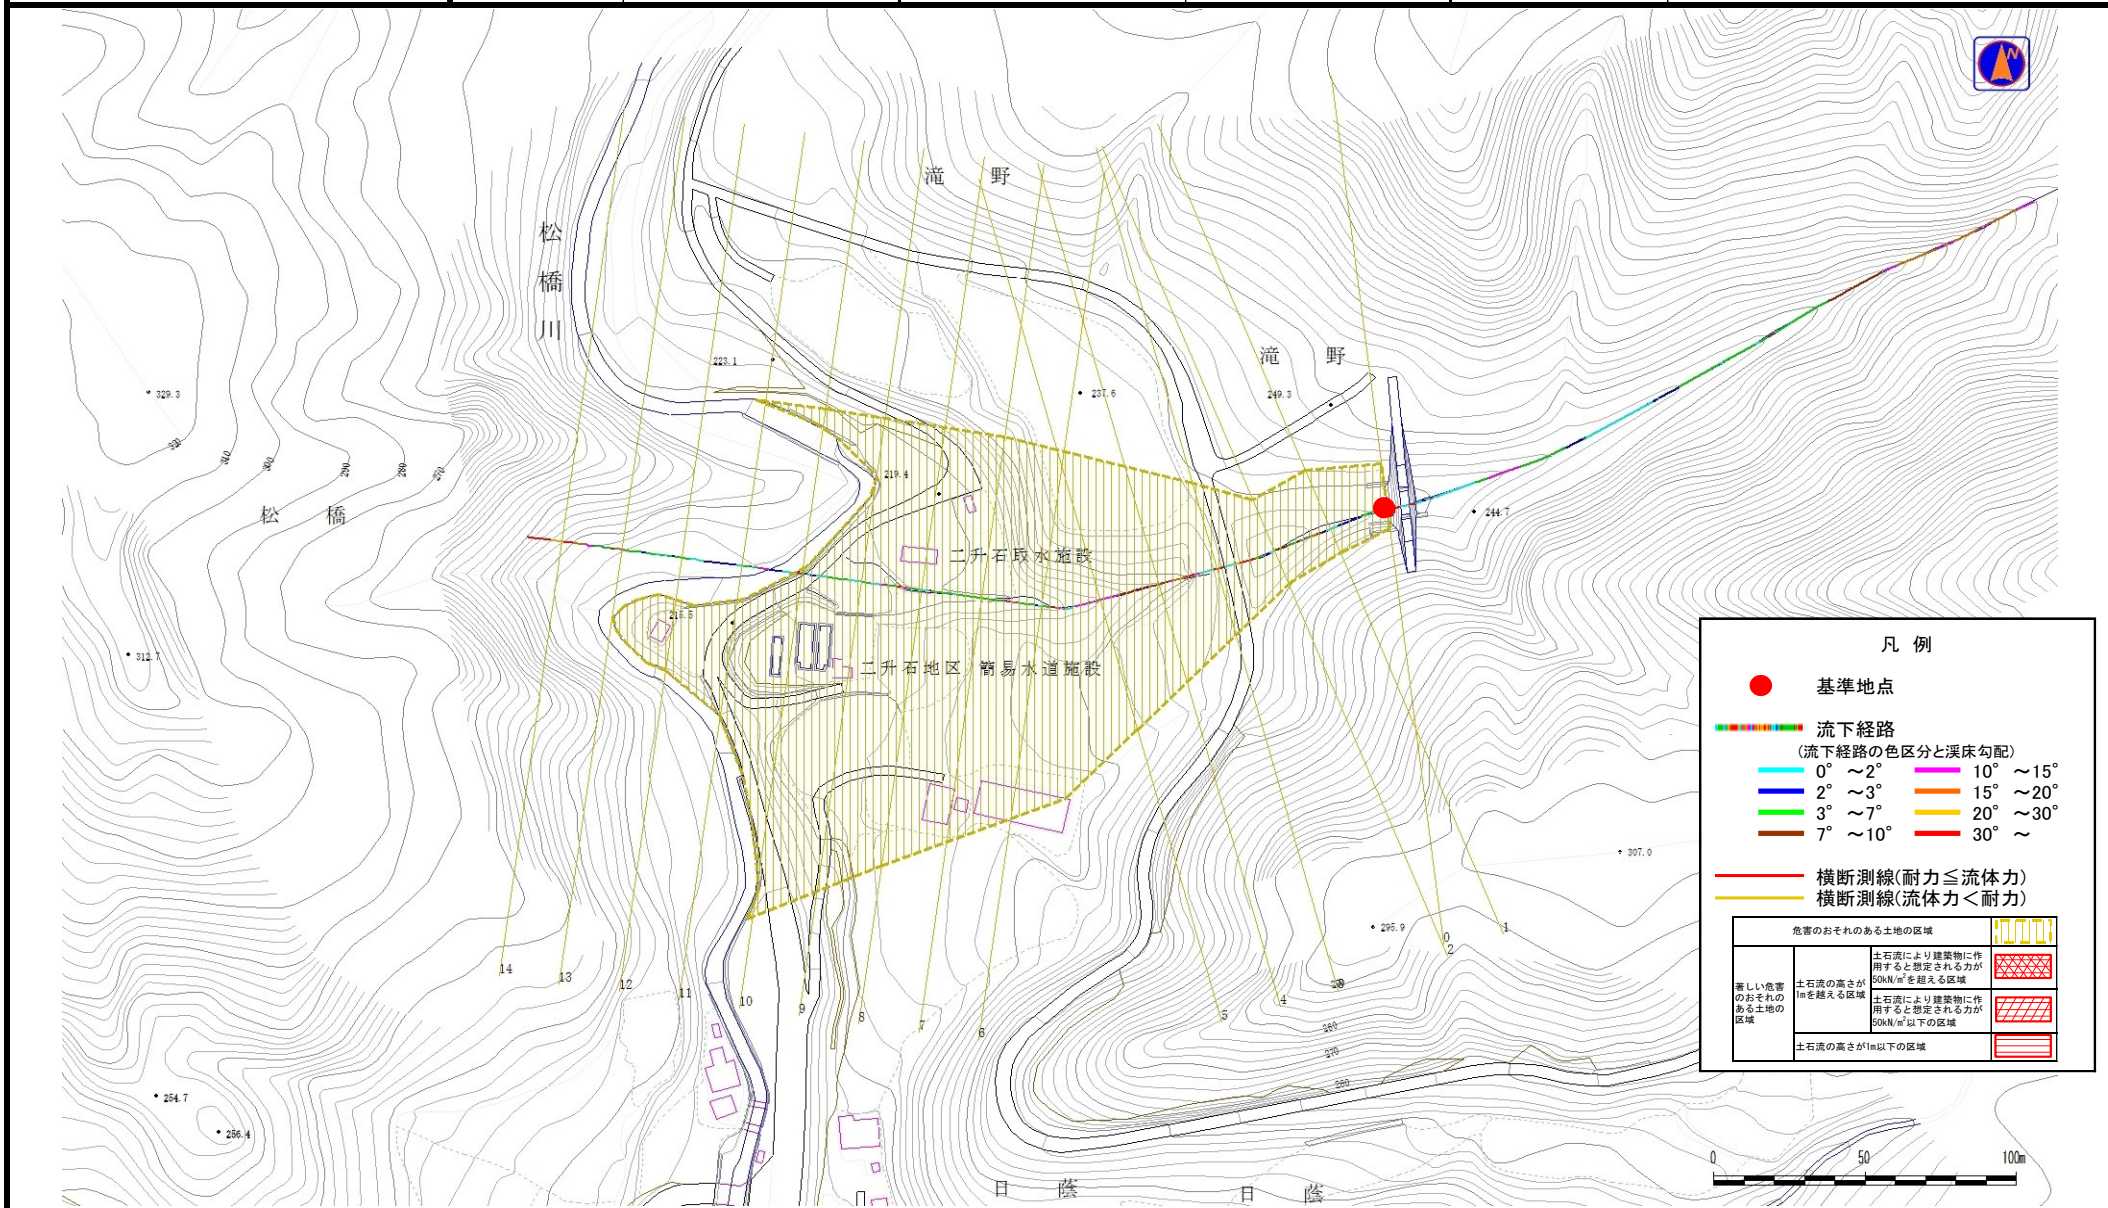 N
滝 野
松橋川
223.1
滝 野
329.3
237.6
249.3
320
310
300
290
280
270
219.4
松 橋
244.7
二升石取水施設
215.5
312.7
二升石地区 簡易水道施設
307.0
295.9
0
1
2
14
13
12
11
10
9
8
7
6
5
4
280
270
260
254.7
256.4
日 蔭
日 蔭
凡 例
基準地点
流下経路
(流下経路の色区分と渓床勾配)
0° ～2° 10° ～15°
2° ～3° 15° ～20°
3° ～7° 20° ～30°
7° ～10° 30° ～
横断測線(耐力≦流体力)
横断測線(流体力＜耐力)
危害のおそれのある土地の区域
著しい危害のおそれのある土地の区域
土石流の高さが1mを越える区域
土石流により建築物に作用すると想定される力が50kN/m²を超える区域
土石流により建築物に作用すると想定される力が50kN/m²以下の区域
土石流の高さが1m以下の区域
0 50 100m